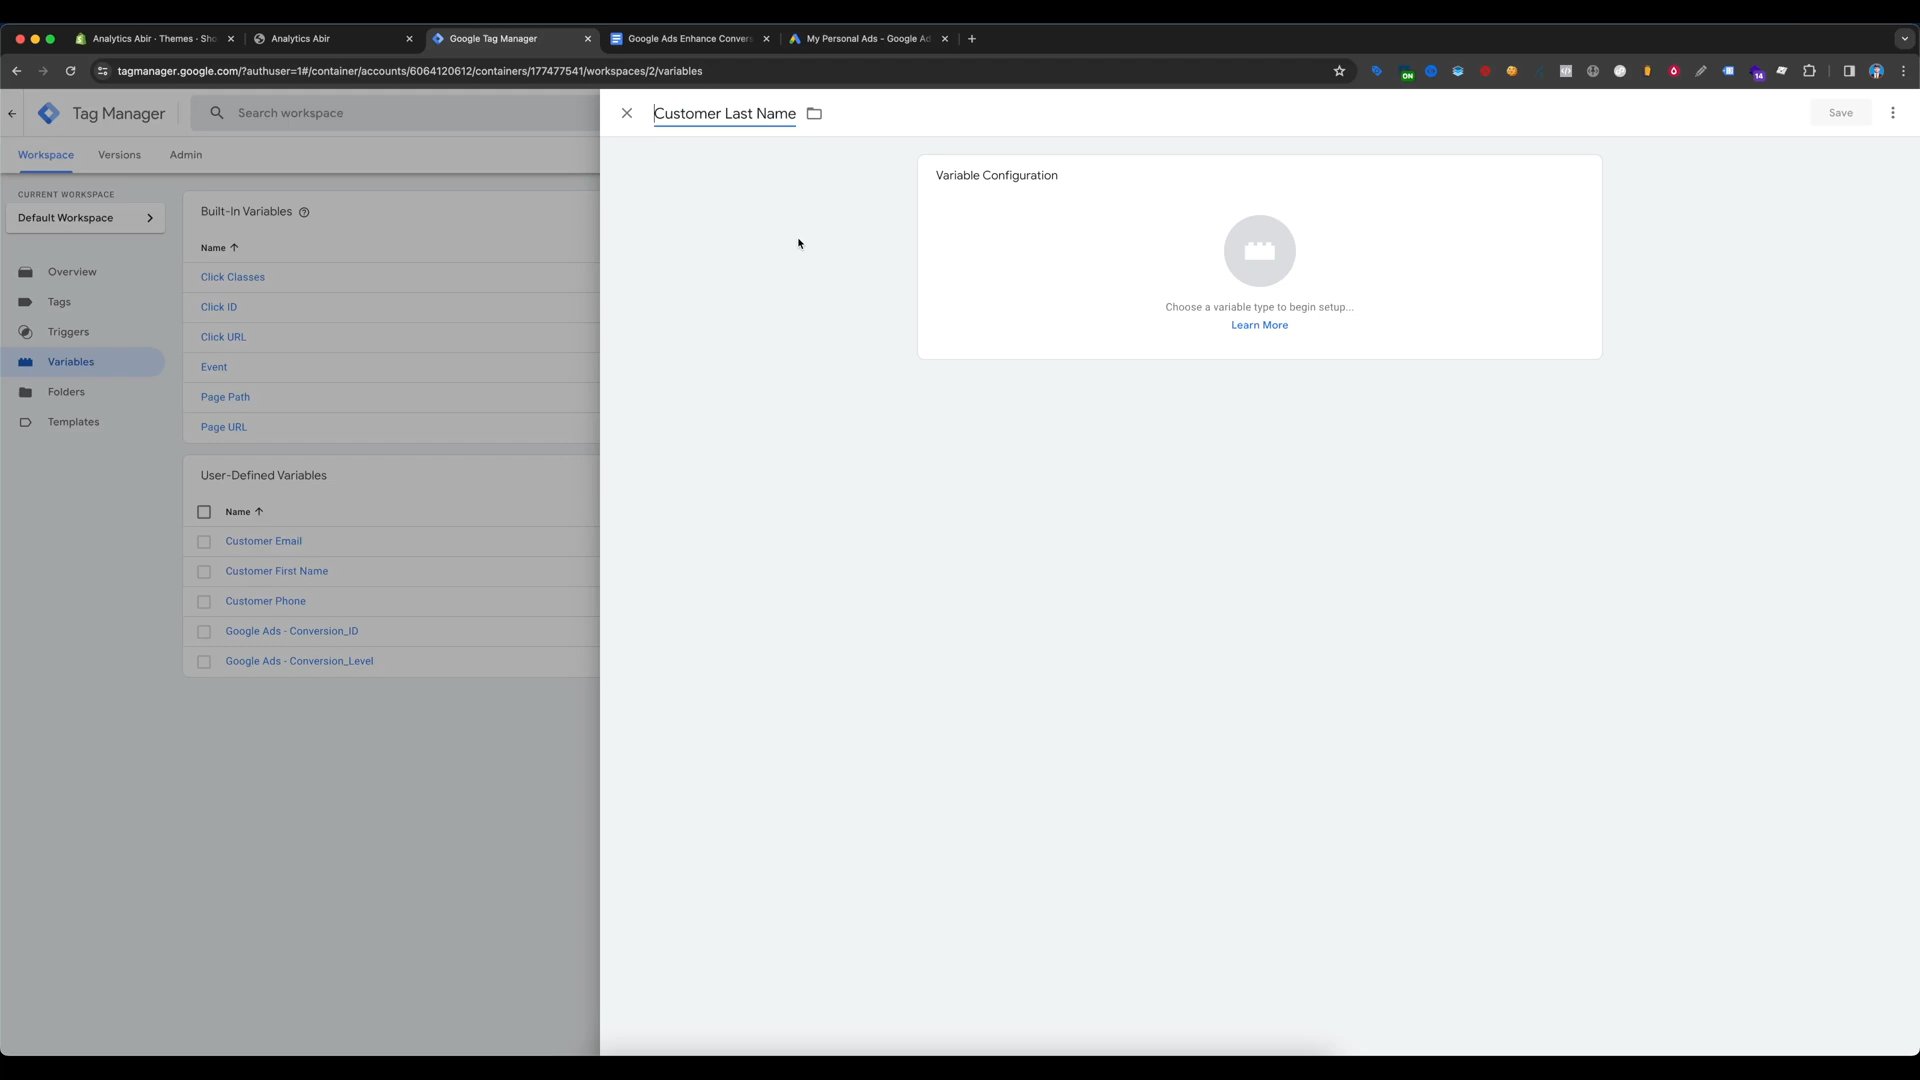 Analytics Abir · Themes · Sho
Analytics Abir
Google Tag Manager
Google Ads Enhance Conver
My Personal Ads - Google Ad
tagmanager.google.com/?authuser=1#/container/accounts/6064120612/containers/177477541/workspaces/2/variables
ON
14
Tag Manager
Search workspace
Customer Last Name
Save
Workspace
Versions
Admin
CURRENT WORKSPACE
Default Workspace
Overview
Tags
Triggers
Variables
Folders
Templates
Built-In Variables
Name
Click Classes
Click ID
Click URL
Event
Page Path
Page URL
User-Defined Variables
Name
Customer Email
Customer First Name
Customer Phone
Google Ads - Conversion_ID
Google Ads - Conversion_Level
Variable Configuration
Choose a variable type to begin setup...
Learn More